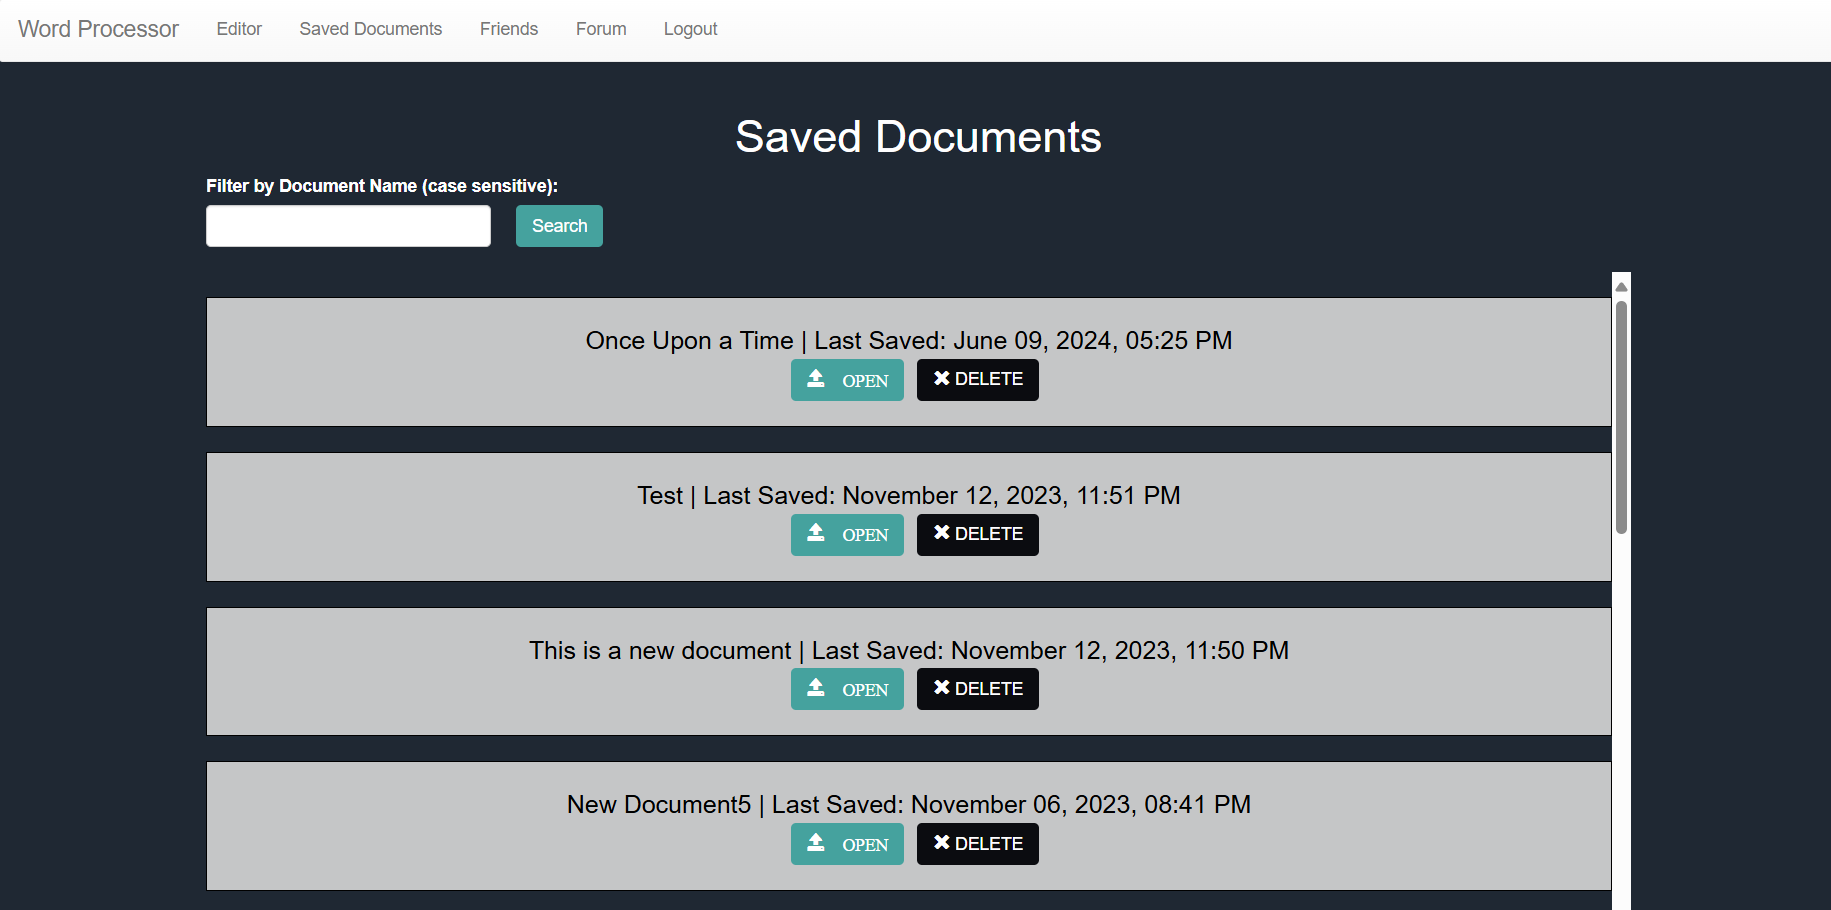 Word Processor Editor Saved Documents Friends Forum Logout
Saved Documents
Filter by Document Name (case sensitive):
Search
Once Upon a Time | Last Saved: June 09, 2024, 05:25 PM
OPEN DELETE
Test | Last Saved: November 12, 2023, 11:51 PM
OPEN DELETE
This is a new document | Last Saved: November 12, 2023, 11:50 PM
OPEN DELETE
New Document5 | Last Saved: November 06, 2023, 08:41 PM
OPEN DELETE